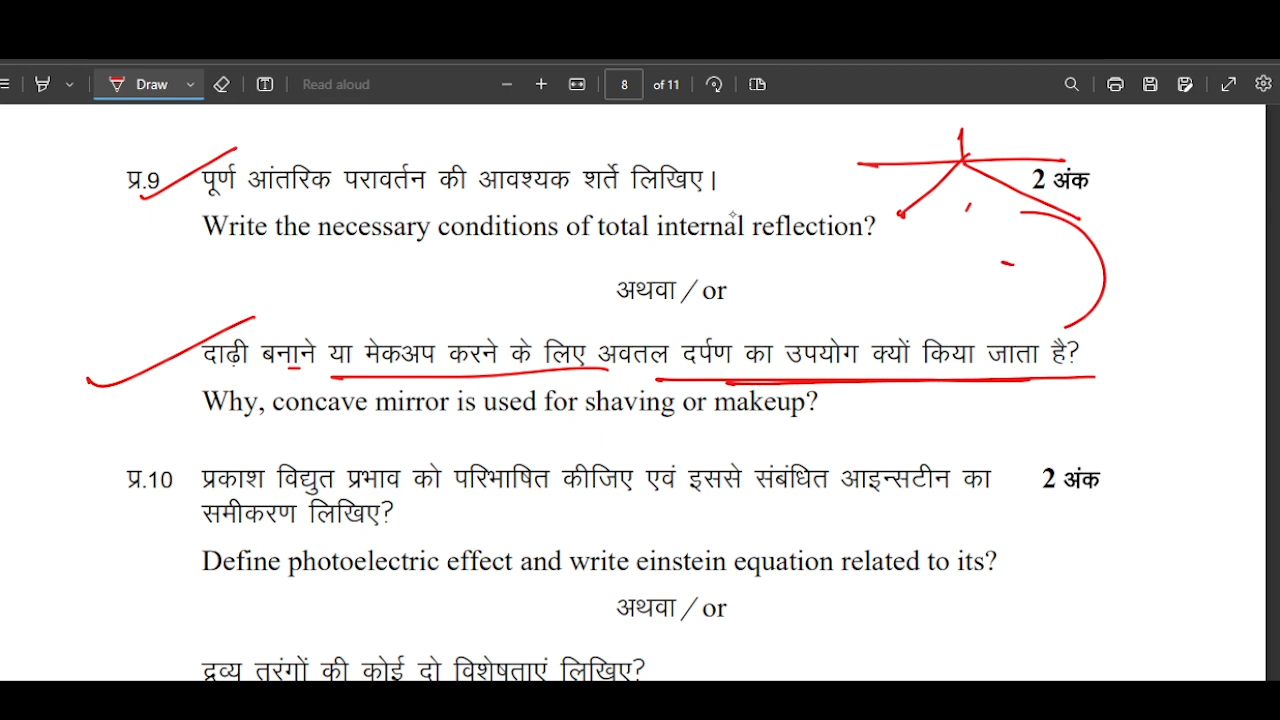 Draw
Read aloud
8 of 11
प्र.9 पूर्ण आंतरिक परावर्तन की आवश्यक शर्ते लिखिए। 2 अंक
Write the necessary conditions of total internal reflection?
अथवा/or
दाढ़ी बनाने या मेकअप करने के लिए अवतल दर्पण का उपयोग क्यों किया जाता है?
Why, concave mirror is used for shaving or makeup?
प्र.10 प्रकाश विद्युत प्रभाव को परिभाषित कीजिए एवं इससे संबंधित आइन्सटीन का 2 अंक
समीकरण लिखिए?
Define photoelectric effect and write einstein equation related to its?
अथवा/or
द्रव्य तरंगों की कोई दो विशेषताएं लिखिए?